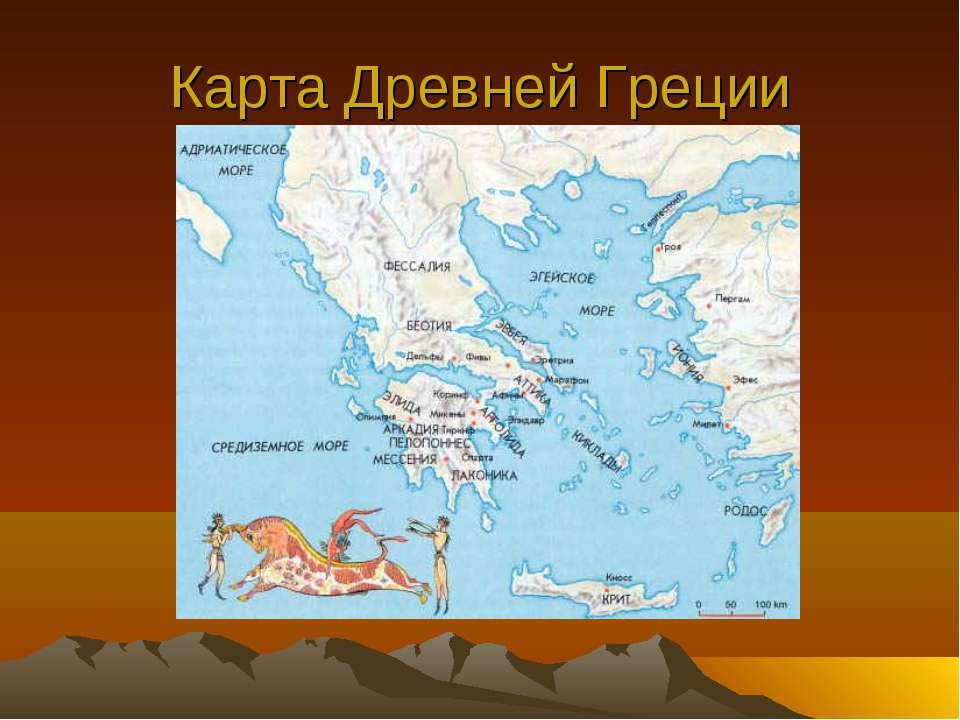 Карта Древней Греции
АДРИАТИЧЕСКОЕ
МОРЕ
Геллеспонт
Троя
ФЕССАЛИЯ
ЭГЕЙСКОЕ
МОРЕ
Пергам
БЕОТИЯ
ЭВБЕЯ
Дельфы
Фивы
Эретрия
ИОНИЯ
Марафон
АТТИКА
Эфес
ЭЛИДА
Коринф
Афины
Олимпия
Микены
АРГОЛИДА
Эпидавр
Милет
АРКАДИЯ
Тиринф
ПЕЛОПОННЕС
КИКЛАДЫ
СРЕДИЗЕМНОЕ МОРЕ
МЕССЕНИЯ
Спарта
ЛАКОНИКА
РОДОС
Кносс
КРИТ
0 50 100 km